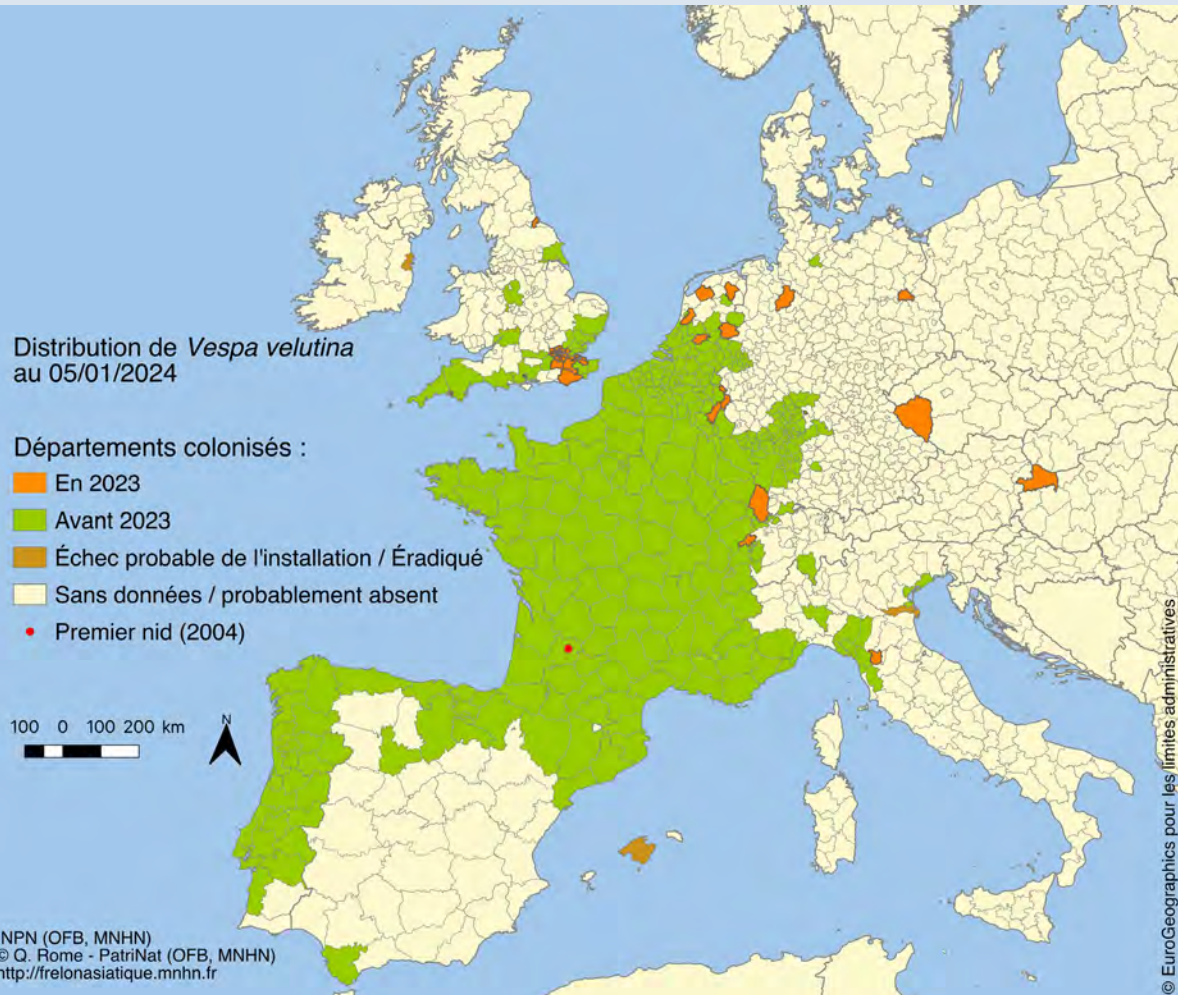 Distribution de Vespa velutina
au 05/01/2024
Départements colonisés :
En 2023
Avant 2023
Échec probable de l'installation / Éradiqué
Sans données / probablement absent
Premier nid (2004)
100 0 100 200 km
N
NPN (OFB, MNHN)
© Q. Rome - PatriNat (OFB, MNHN)
http://frelonasiatique.mnhn.fr
© EuroGeographics pour les limites administratives